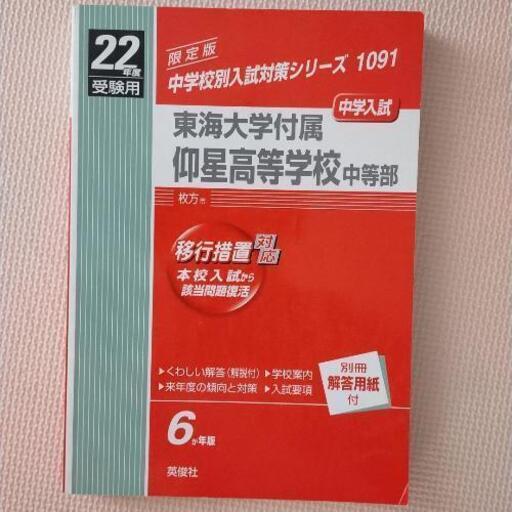 22年度
受験用
限定版
中学校別入試対策シリーズ 1091
中学入試
東海大学付属
仰星高等学校中等部
枚方市
移行措置対応
本校入試から
該当問題復活
▶くわしい解答(解説付)▶学校案内
▶来年度の傾向と対策 ▶入試要項
別冊
解答用紙
付
6か年版
英俊社